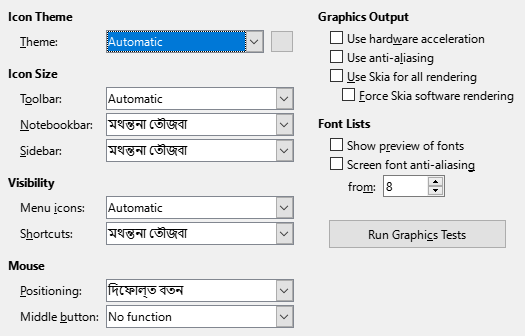 Icon Theme
Theme: Automatic
Icon Size
Toolbar: Automatic
Notebookbar: মথন্তনা তৌজবা
Sidebar: মথন্তনা তৌজবা
Visibility
Menu icons: Automatic
Shortcuts: মথন্তনা তৌজবা
Mouse
Positioning: দিফোল্ত বতন
Middle button: No function
Graphics Output
Use hardware acceleration
Use anti-aliasing
Use Skia for all rendering
Force Skia software rendering
Font Lists
Show preview of fonts
Screen font anti-aliasing
from: 8
Run Graphics Tests